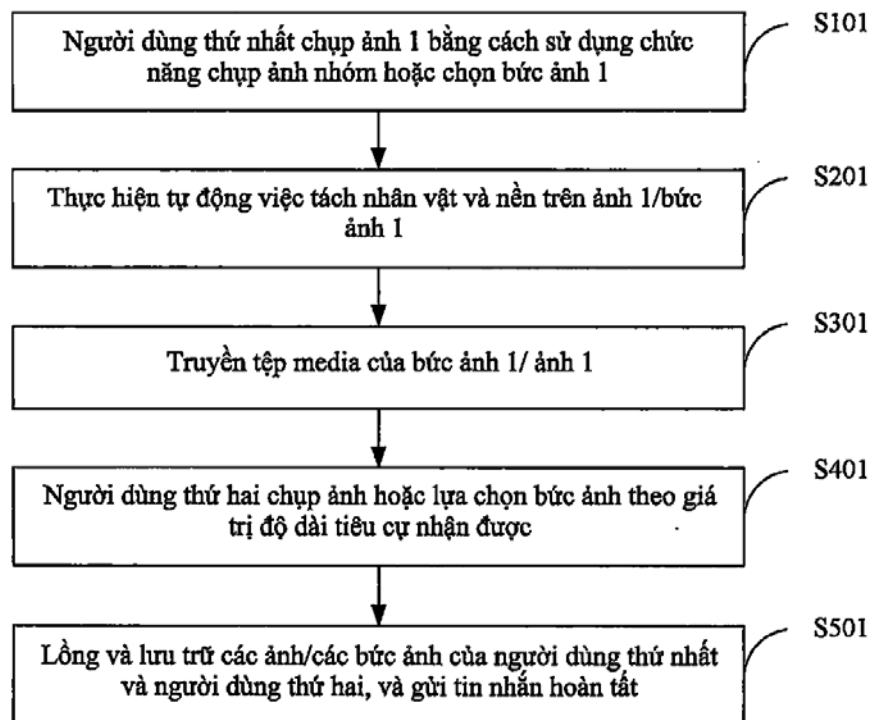 Người dùng thứ nhất chụp ảnh 1 bằng cách sử dụng chức
năng chụp ảnh nhóm hoặc chọn bức ảnh 1
S101
Thực hiện tự động việc tách nhân vật và nền trên ảnh 1/bức
ảnh 1
S201
Truyền tệp media của bức ảnh 1/ ảnh 1
S301
Người dùng thứ hai chụp ảnh hoặc lựa chọn bức ảnh theo giá
trị độ dài tiêu cự nhận được
S401
Lồng và lưu trữ các ảnh/các bức ảnh của người dùng thứ nhất
và người dùng thứ hai, và gửi tin nhắn hoàn tất
S501